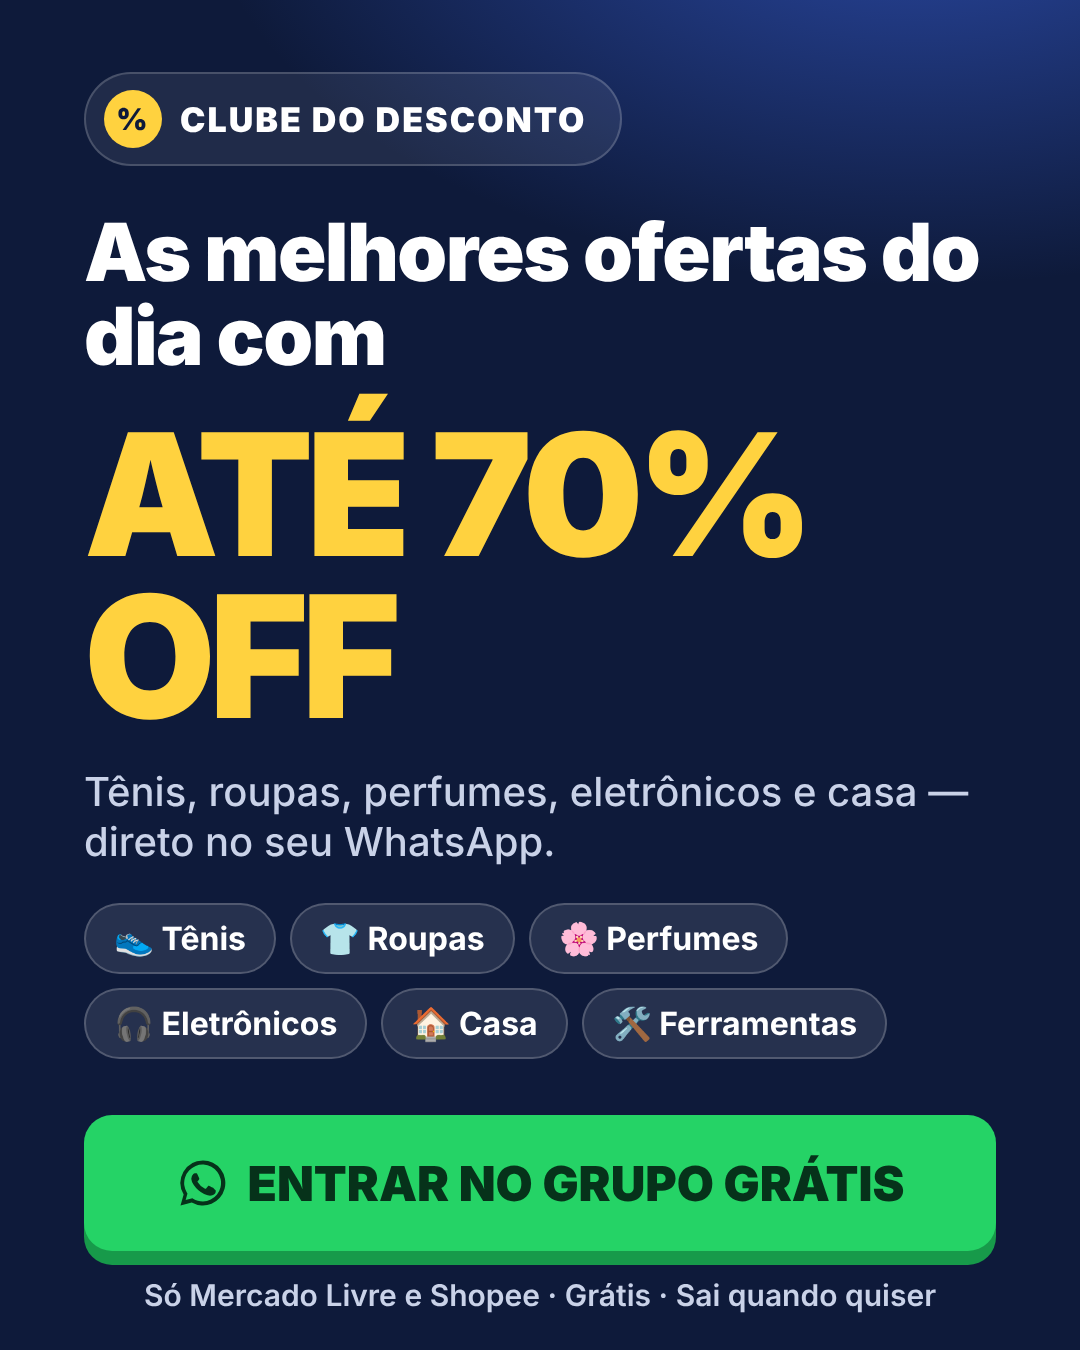 % CLUBE DO DESCONTO
As melhores ofertas do
dia com
ATÉ 70%
OFF
Tênis, roupas, perfumes, eletrônicos e casa —
direto no seu WhatsApp.
Tênis Roupas Perfumes
Eletrônicos Casa Ferramentas
ENTRAR NO GRUPO GRÁTIS
Só Mercado Livre e Shopee · Grátis · Sai quando quiser